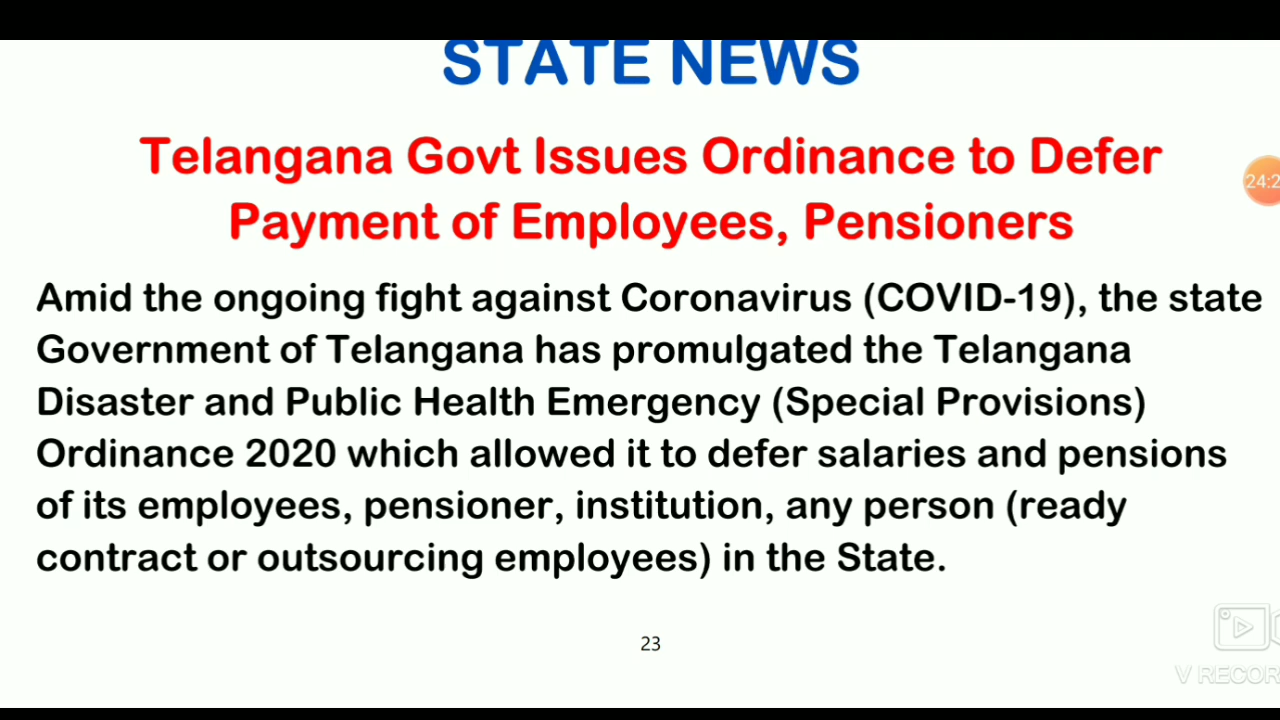 STATE NEWS
Telangana Govt Issues Ordinance to Defer
Payment of Employees, Pensioners
24:2
Amid the ongoing fight against Coronavirus (COVID-19), the state
Government of Telangana has promulgated the Telangana
Disaster and Public Health Emergency (Special Provisions)
Ordinance 2020 which allowed it to defer salaries and pensions
of its employees, pensioner, institution, any person (ready
contract or outsourcing employees) in the State.
23
V RECOR